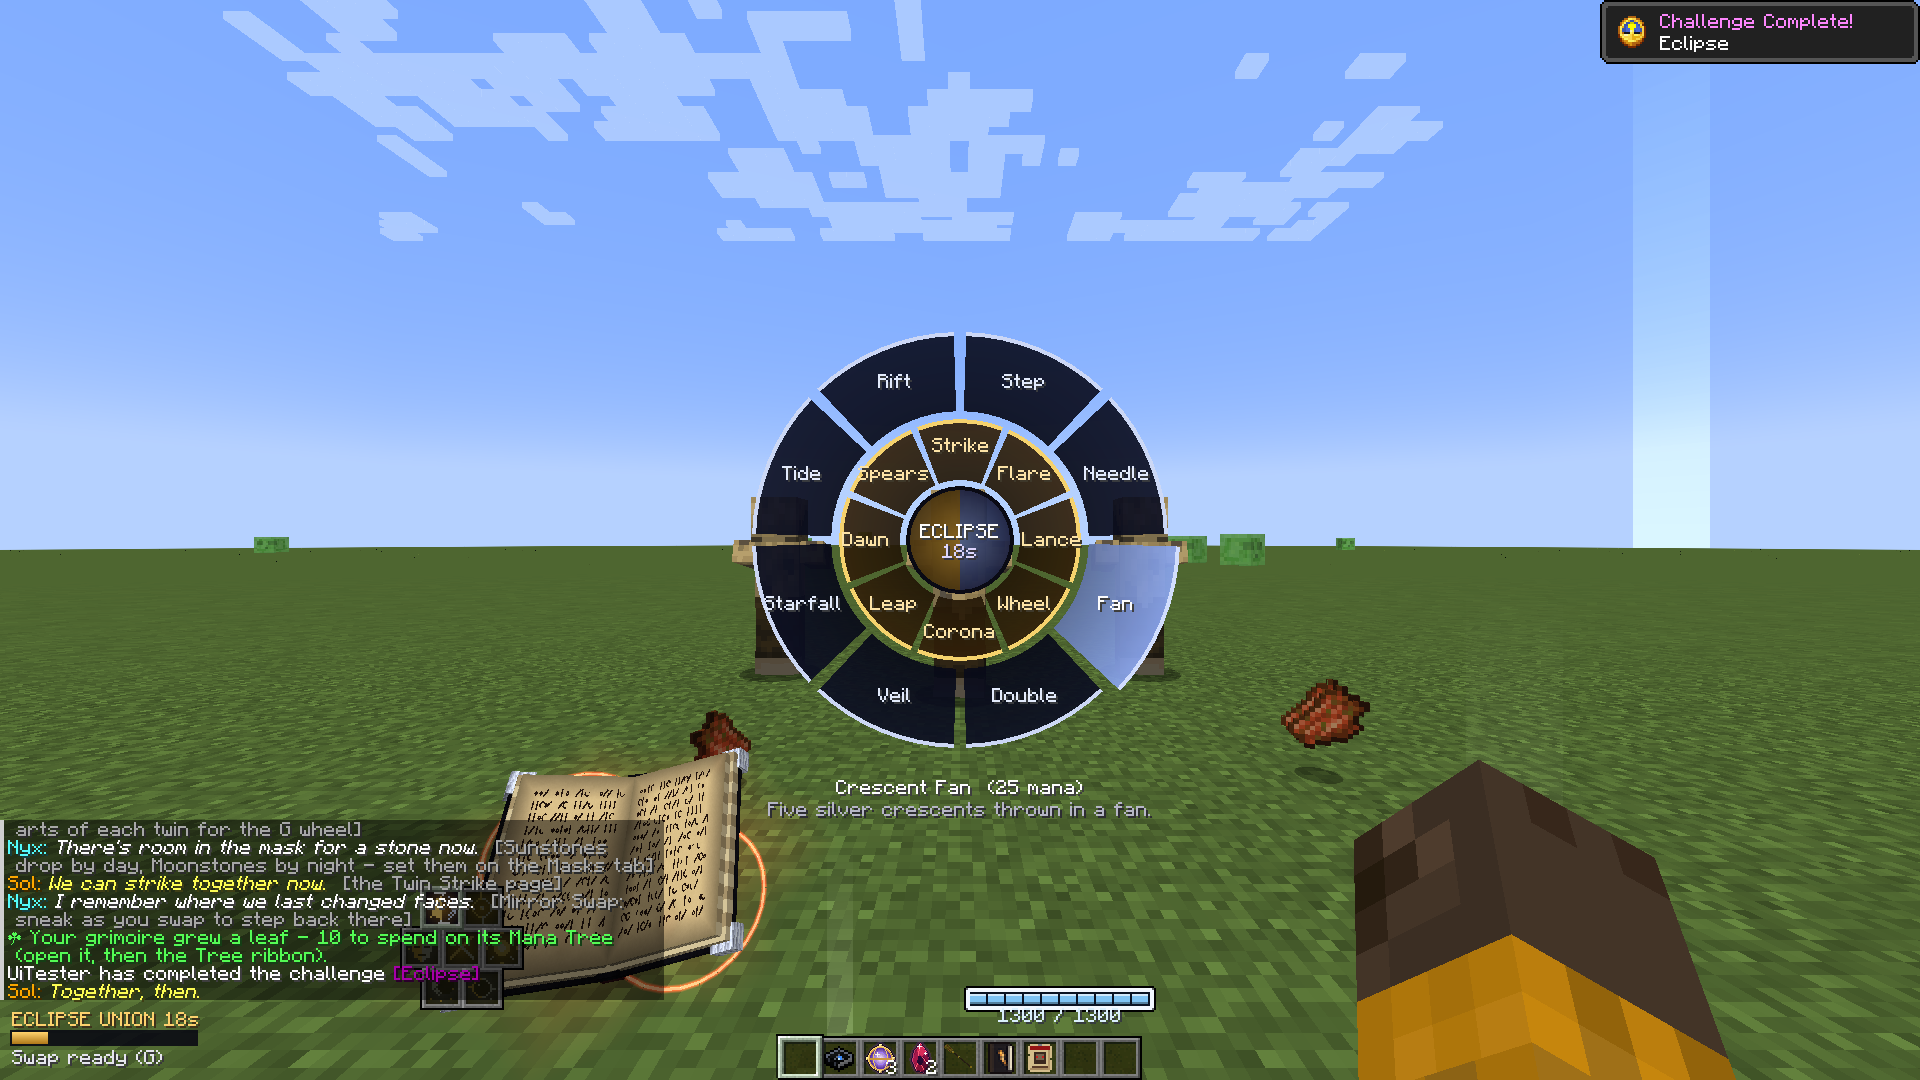 Challenge Complete!
Eclipse
Rift
Step
Strike
Tide
Spears
Flare
Needle
ECLIPSE
18s
Dawn
Lance
Starfall
Leap
Wheel
Fan
Corona
Veil
Double
Crescent Fan (25 mana)
Five silver crescents thrown in a fan.
arts of each twin for the G wheel]
Nyx: There's room in the mask for a stone now. [Sunstones
drop by day, Moonstones by night - set them on the Masks tab]
Sol: We can strike together now. [the Twin Strike page]
Nyx: I remember where we last changed faces. [Mirror Swap:
sneak as you swap to step back there]
Your grimoire grew a leaf - 10 to spend on its Mana Tree
(open it, then the Tree ribbon).
UiTester has completed the challenge [Eclipse]
Sol: Together, then.
ECLIPSE UNION 18s
Swap ready (G)
1300 / 1300
3
2